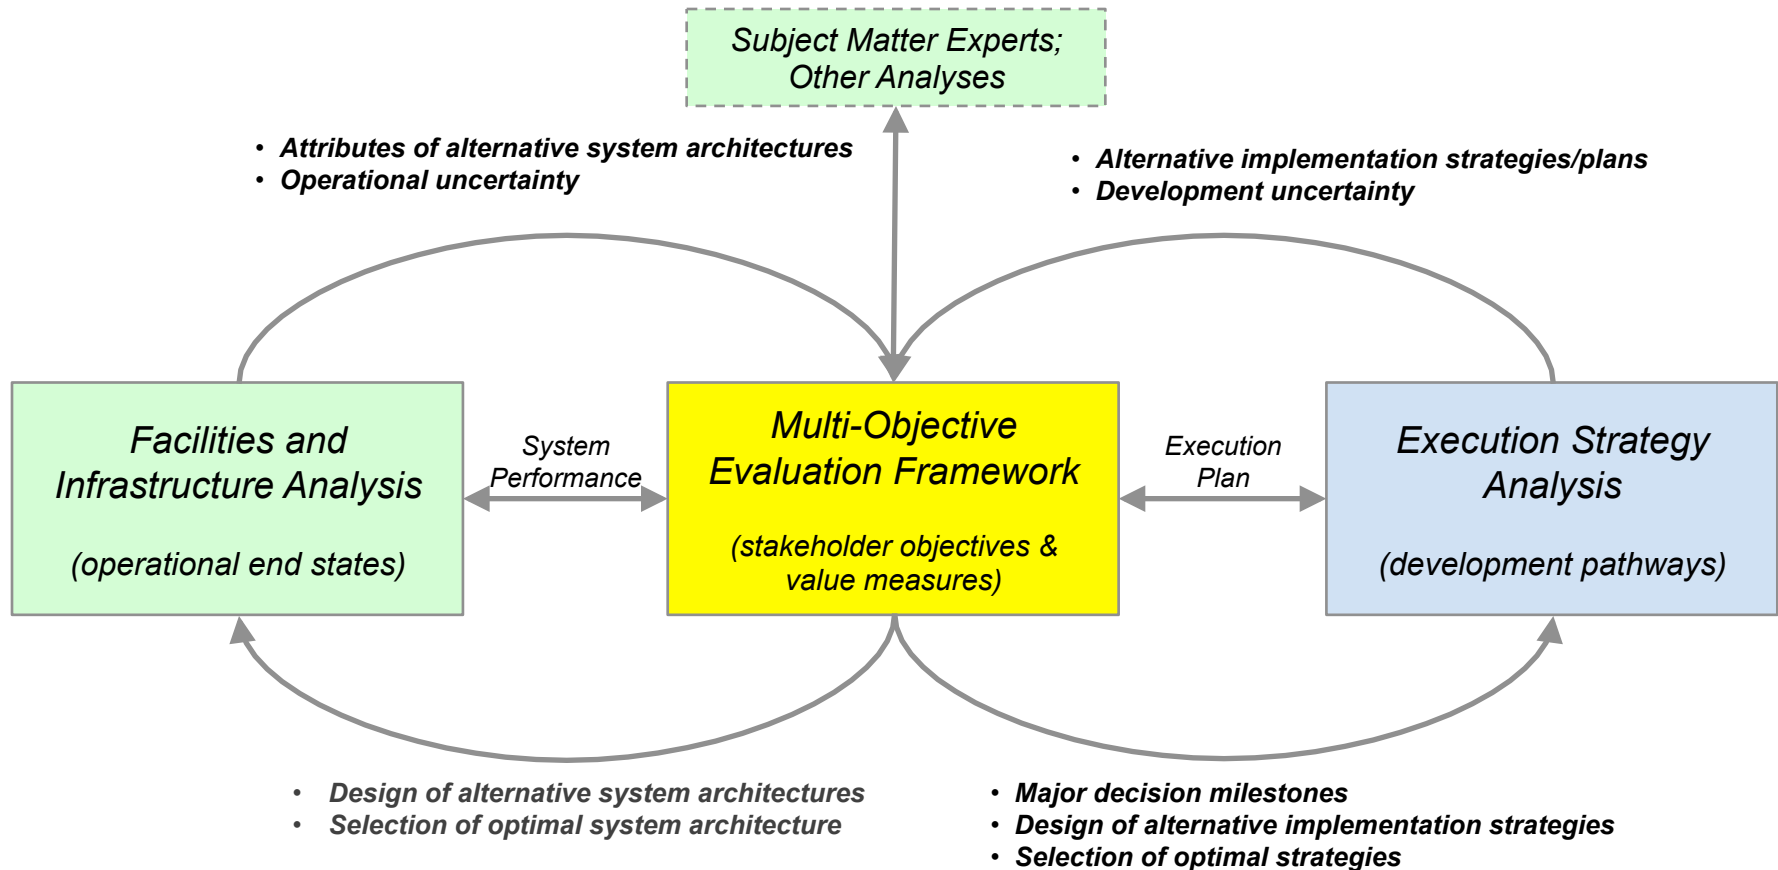 Subject Matter Experts;
Other Analyses
• Attributes of alternative system architectures
• Operational uncertainty
• Alternative implementation strategies/plans
• Development uncertainty
Facilities and
Infrastructure Analysis
(operational end states)
System
Performance
Multi-Objective
Evaluation Framework
(stakeholder objectives &
value measures)
Execution
Plan
Execution Strategy
Analysis
(development pathways)
• Design of alternative system architectures
• Selection of optimal system architecture
• Major decision milestones
• Design of alternative implementation strategies
• Selection of optimal strategies